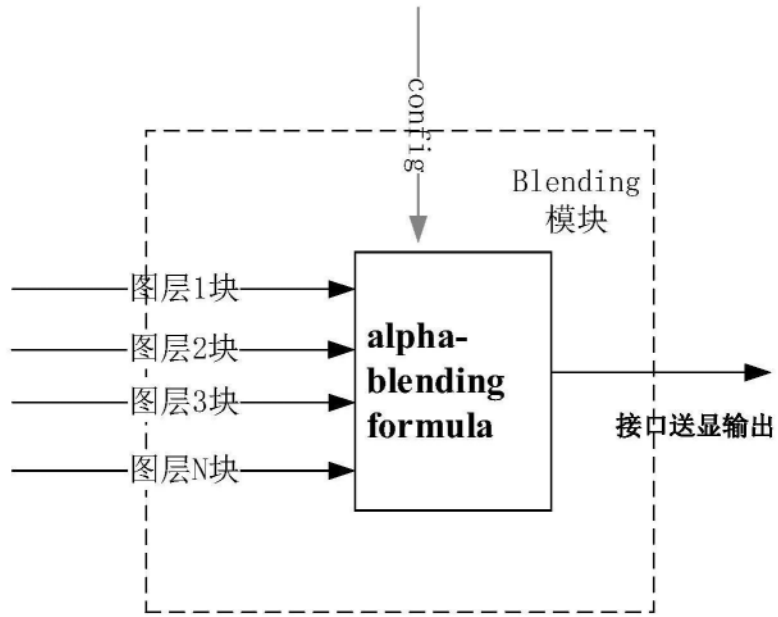 config
Blending
模块
图层1块
图层2块
图层3块
图层N块
alpha-
blending
formula
接口送显输出